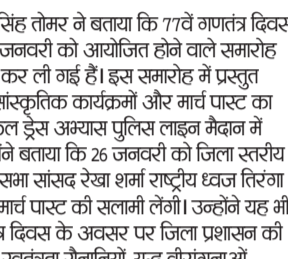 सिंह तोमर ने बताया कि 77वें गणतंत्र दिवस
जनवरी को आयोजित होने वाले समारोह
कर ली गई हैं। इस समारोह में प्रस्तुत
सांस्कृतिक कार्यक्रमों और मार्च पास्ट का
ड्रेस अभ्यास पुलिस लाइन मैदान में
ने बताया कि 26 जनवरी को जिला स्तरीय
सभा सांसद रेखा शर्मा राष्ट्रीय ध्वज तिरंगा
मार्च पास्ट की सलामी लेंगी। उन्होंने यह भी
दिवस के अवसर पर जिला प्रशासन की